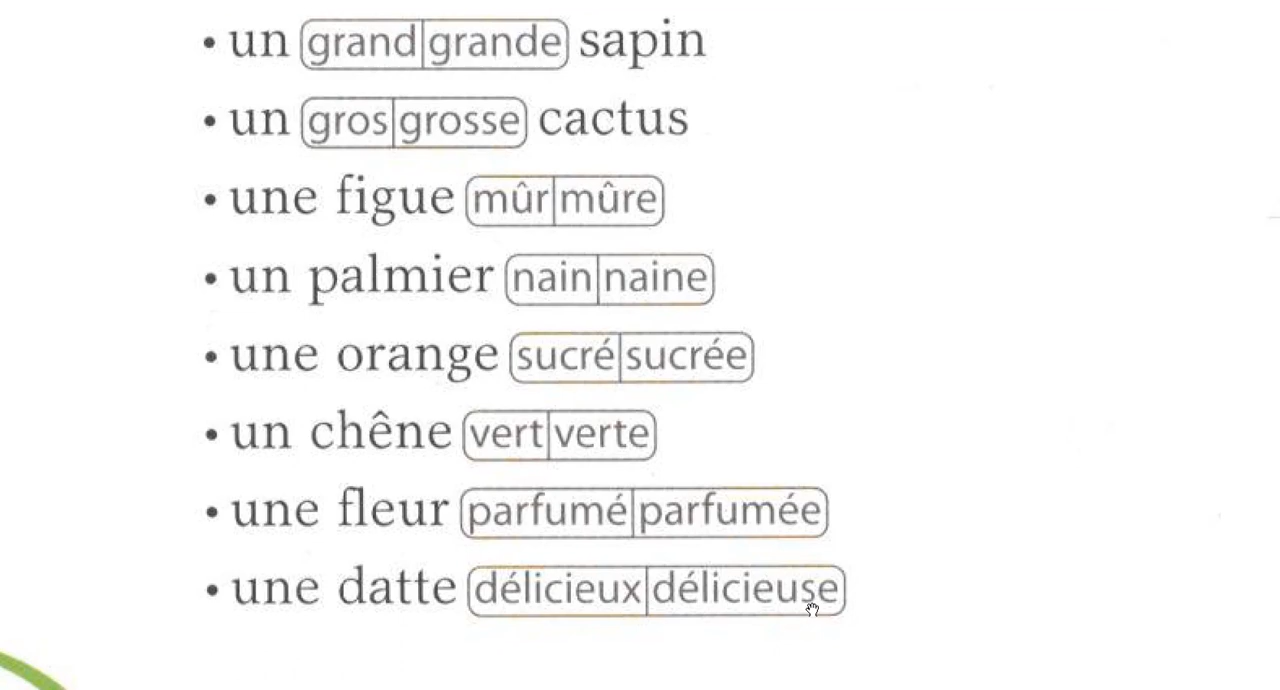 • un grand|grande sapin
• un gros|grosse cactus
• une figue mûr|mûre
• un palmier nain|naine
• une orange sucré|sucrée
• un chêne vert|verte
• une fleur parfumé|parfumée
• une datte délicieux|délicieuse